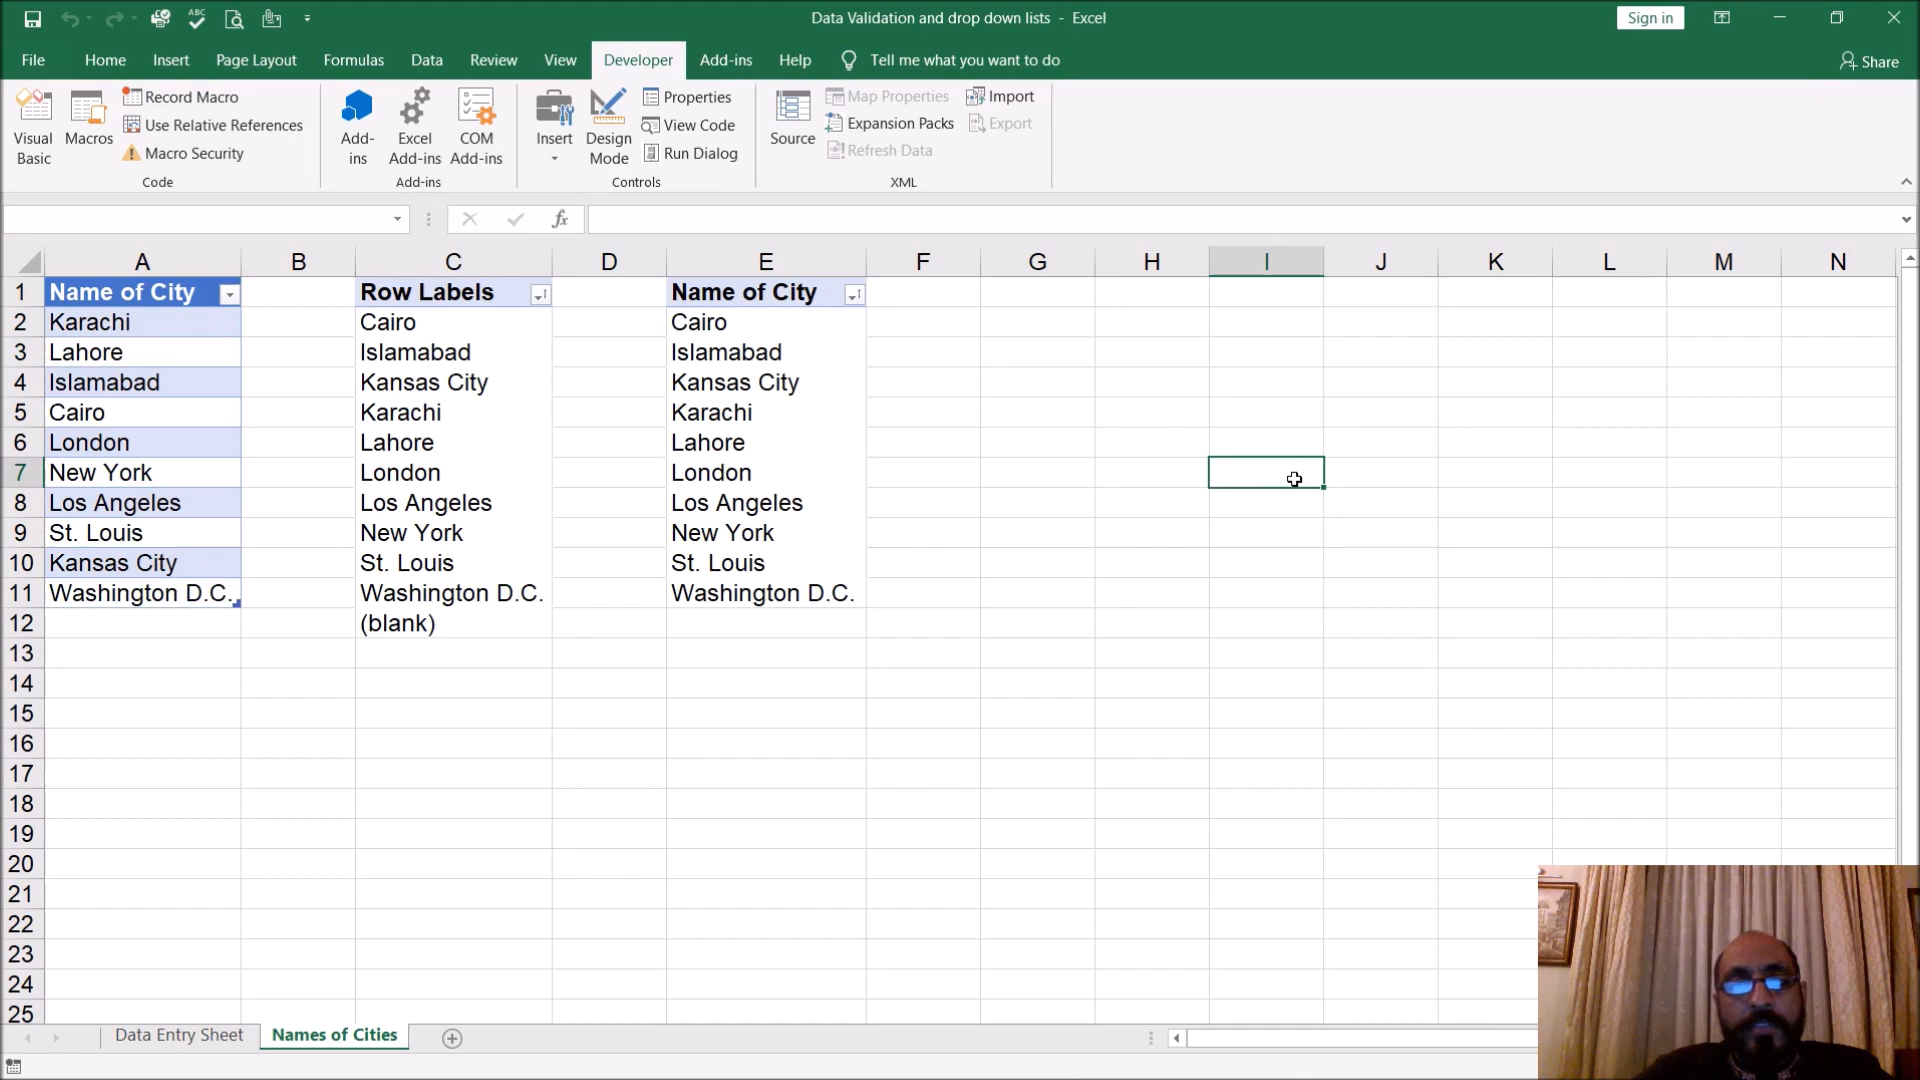 Data Validation and drop down lists - Excel
Sign in
File Home Insert Page Layout Formulas Data Review View Developer Add-ins Help Tell me what you want to do
Share
Visual Basic
Macros
Record Macro
Use Relative References
Macro Security
Code
Add-ins
Excel Add-ins
COM Add-ins
Add-ins
Insert
Design Mode
Properties
View Code
Run Dialog
Controls
Source
Map Properties
Expansion Packs
Refresh Data
Import
Export
XML
fx
A B C D E F G H I J K L M N
1 Name of City Row Labels Name of City
2 Karachi Cairo Cairo
3 Lahore Islamabad Islamabad
4 Islamabad Kansas City Kansas City
5 Cairo Karachi Karachi
6 London Lahore Lahore
7 New York London London
8 Los Angeles Los Angeles Los Angeles
9 St. Louis New York New York
10 Kansas City St. Louis St. Louis
11 Washington D.C. Washington D.C. Washington D.C.
12 (blank)
13
14
15
16
17
18
19
20
21
22
23
24
25
Data Entry Sheet Names of Cities